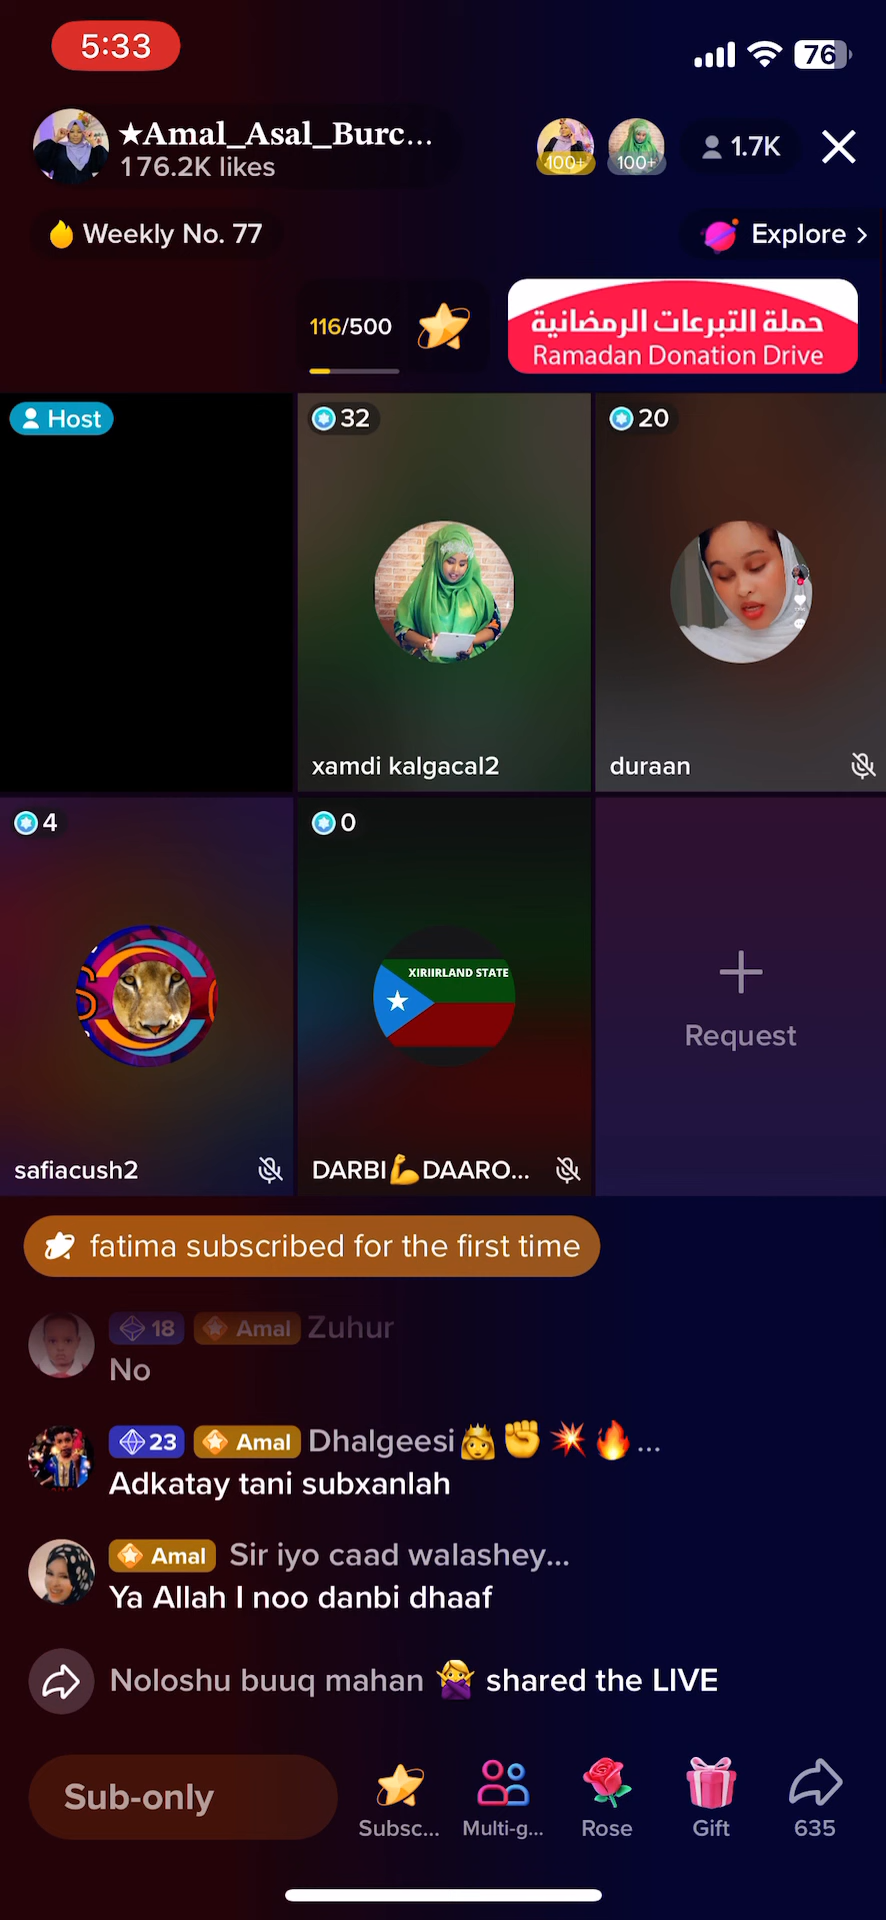 5:33
76
★Amal_Asal_Burc...
176.2K likes
100+
100+
1.7K
Weekly No. 77
Explore >
116/500
حملة التبرعات الرمضانية
Ramadan Donation Drive
Host
32
20
xamdi kalgacal2
duraan
4
0
XIRIIRLAND STATE
Request
safiacush2
DARBI💪DAARO...
fatima subscribed for the first time
18 Amal Zuhur
No
23 Amal Dhalgeesi👸✊💥🔥...
Adkatay tani subxanlah
Amal Sir iyo caad walashey...
Ya Allah I noo danbi dhaaf
Noloshu buuq mahan 🙅‍♀️ shared the LIVE
Sub-only
Subsc...
Multi-g...
Rose
Gift
635